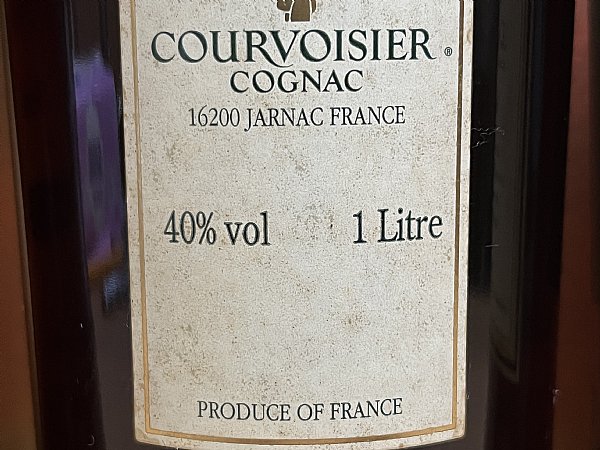 COURVOISIER ®
COGNAC
16200 JARNAC FRANCE
40% vol 1 Litre
PRODUCE OF FRANCE